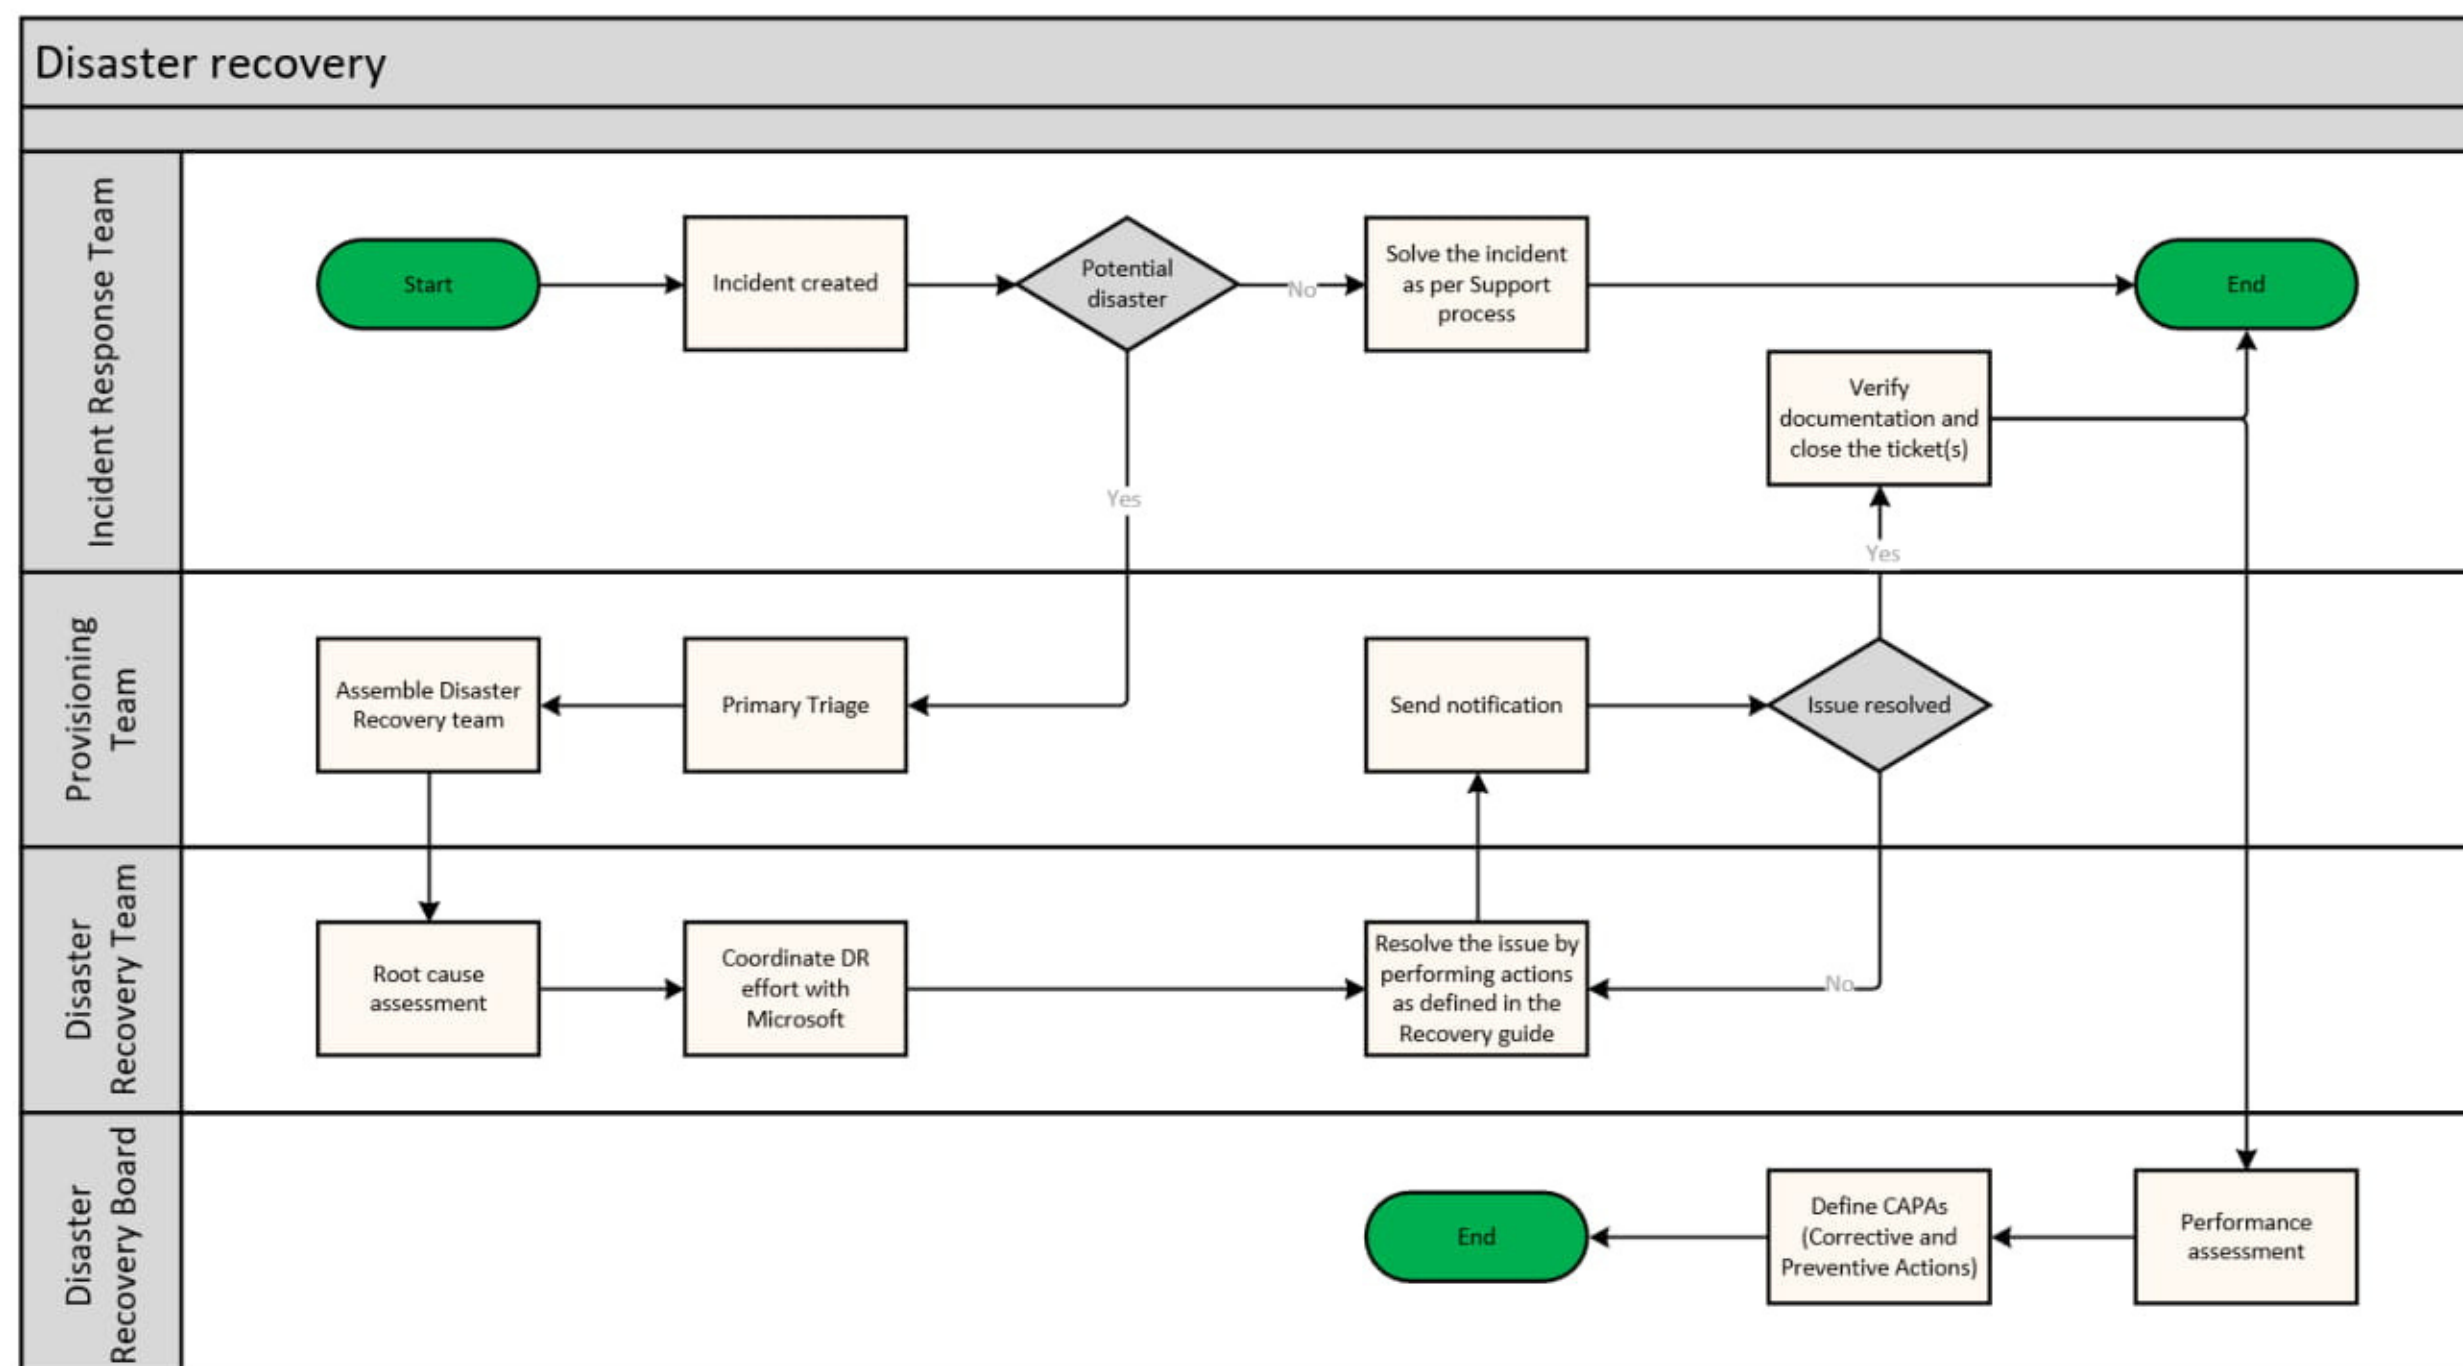 Disaster recovery
Incident Response Team
Start
Incident created
Potential
disaster
No
Solve the incident
as per Support
process
End
Verify
documentation and
close the ticket(s)
Yes
Yes
Provisioning
Team
Assemble Disaster
Recovery team
Primary Triage
Send notification
Issue resolved
Disaster
Recovery Team
Root cause
assessment
Coordinate DR
effort with
Microsoft
Resolve the issue by
performing actions
as defined in the
Recovery guide
No
Disaster
Recovery Board
End
Define CAPAs
(Corrective and
Preventive Actions)
Performance
assessment